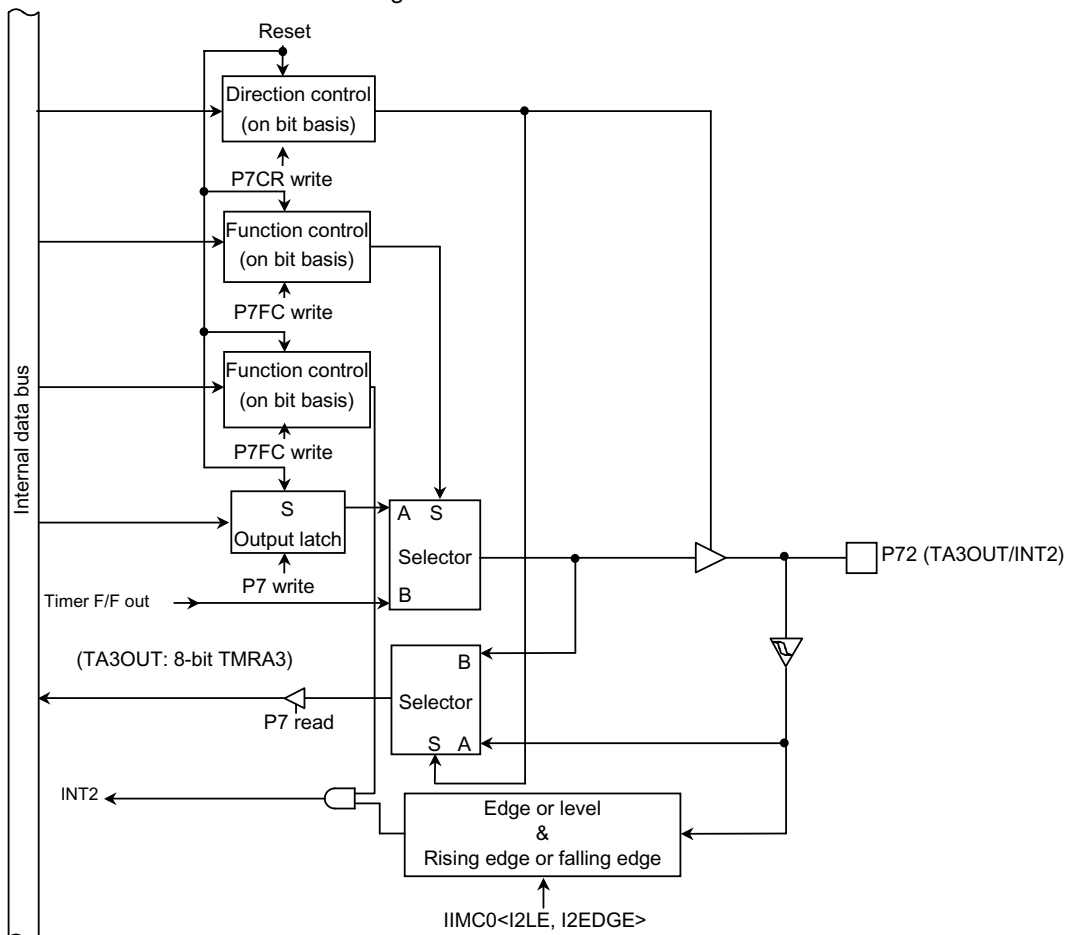 Reset
Direction control
(on bit basis)
P7CR write
Function control
(on bit basis)
P7FC write
Function control
(on bit basis)
P7FC write
Internal data bus
S
Output latch
P7 write
A S
Selector
B
Timer F/F out
P72 (TA3OUT/INT2)
(TA3OUT: 8-bit TMRA3)
B
Selector
S A
P7 read
INT2
Edge or level
&
Rising edge or falling edge
IIMC0<I2LE, I2EDGE>